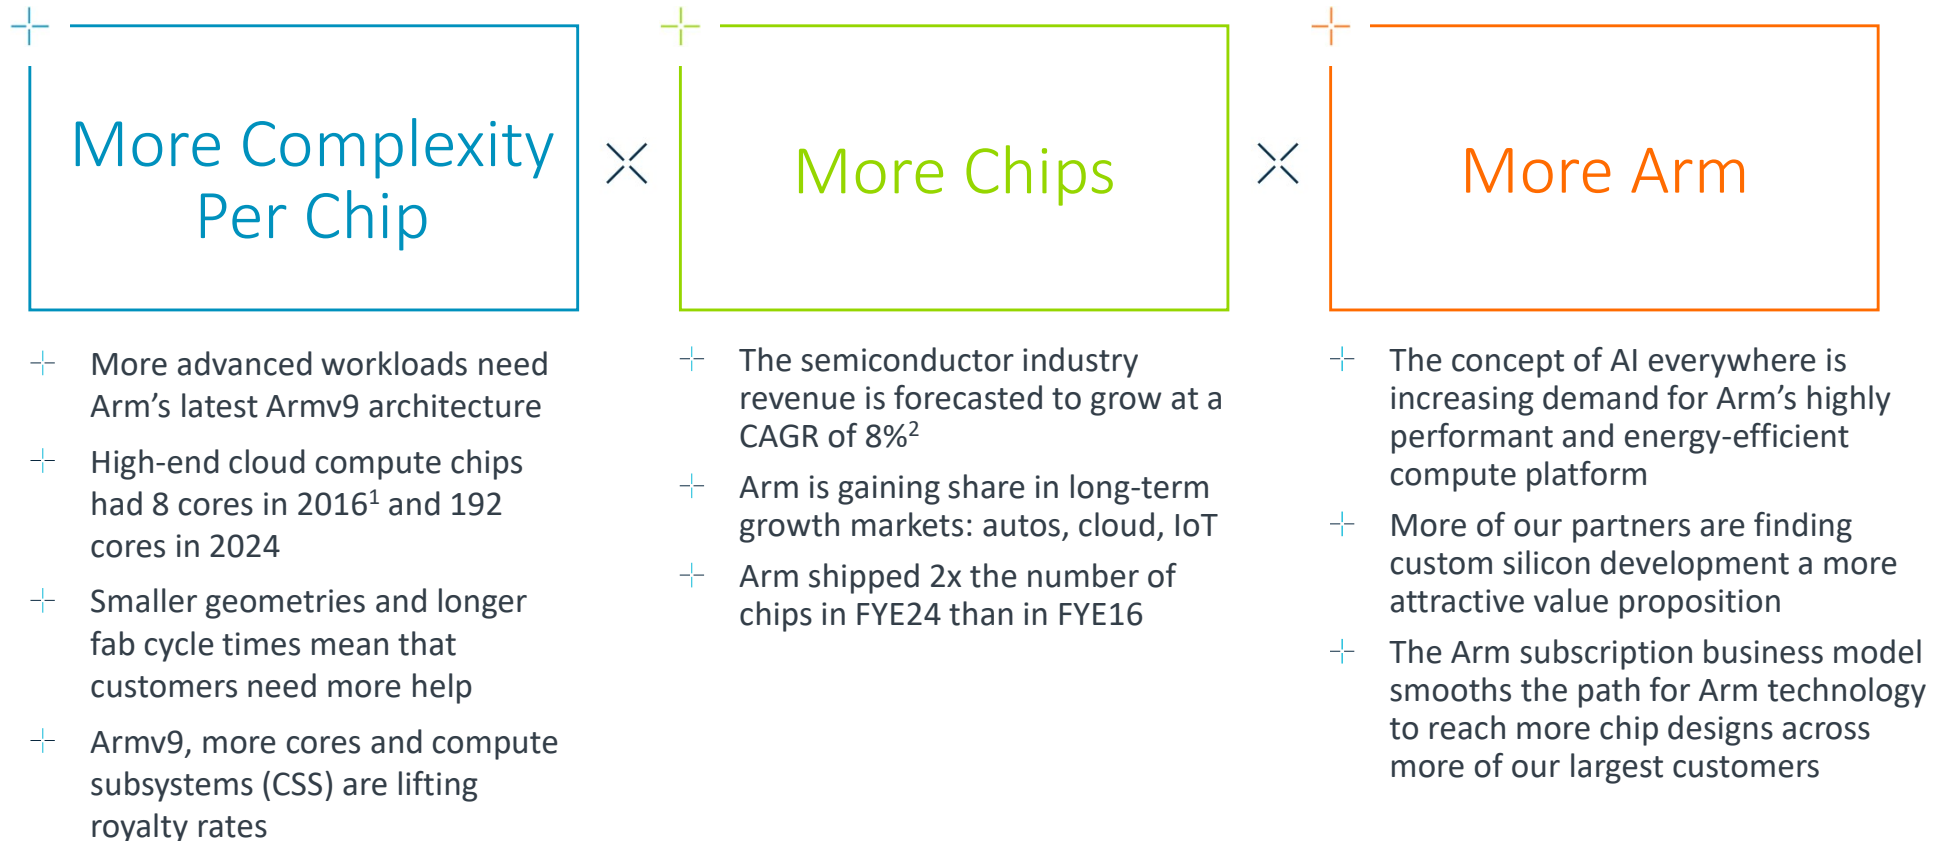 More Complexity
Per Chip
More Chips
More Arm
More advanced workloads need
Arm’s latest Armv9 architecture
High-end cloud compute chips
had 8 cores in 2016¹ and 192
cores in 2024
Smaller geometries and longer
fab cycle times mean that
customers need more help
Armv9, more cores and compute
subsystems (CSS) are lifting
royalty rates
The semiconductor industry
revenue is forecasted to grow at a
CAGR of 8%²
Arm is gaining share in long-term
growth markets: autos, cloud, IoT
Arm shipped 2x the number of
chips in FYE24 than in FYE16
The concept of AI everywhere is
increasing demand for Arm’s highly
performant and energy-efficient
compute platform
More of our partners are finding
custom silicon development a more
attractive value proposition
The Arm subscription business model
smooths the path for Arm technology
to reach more chip designs across
more of our largest customers